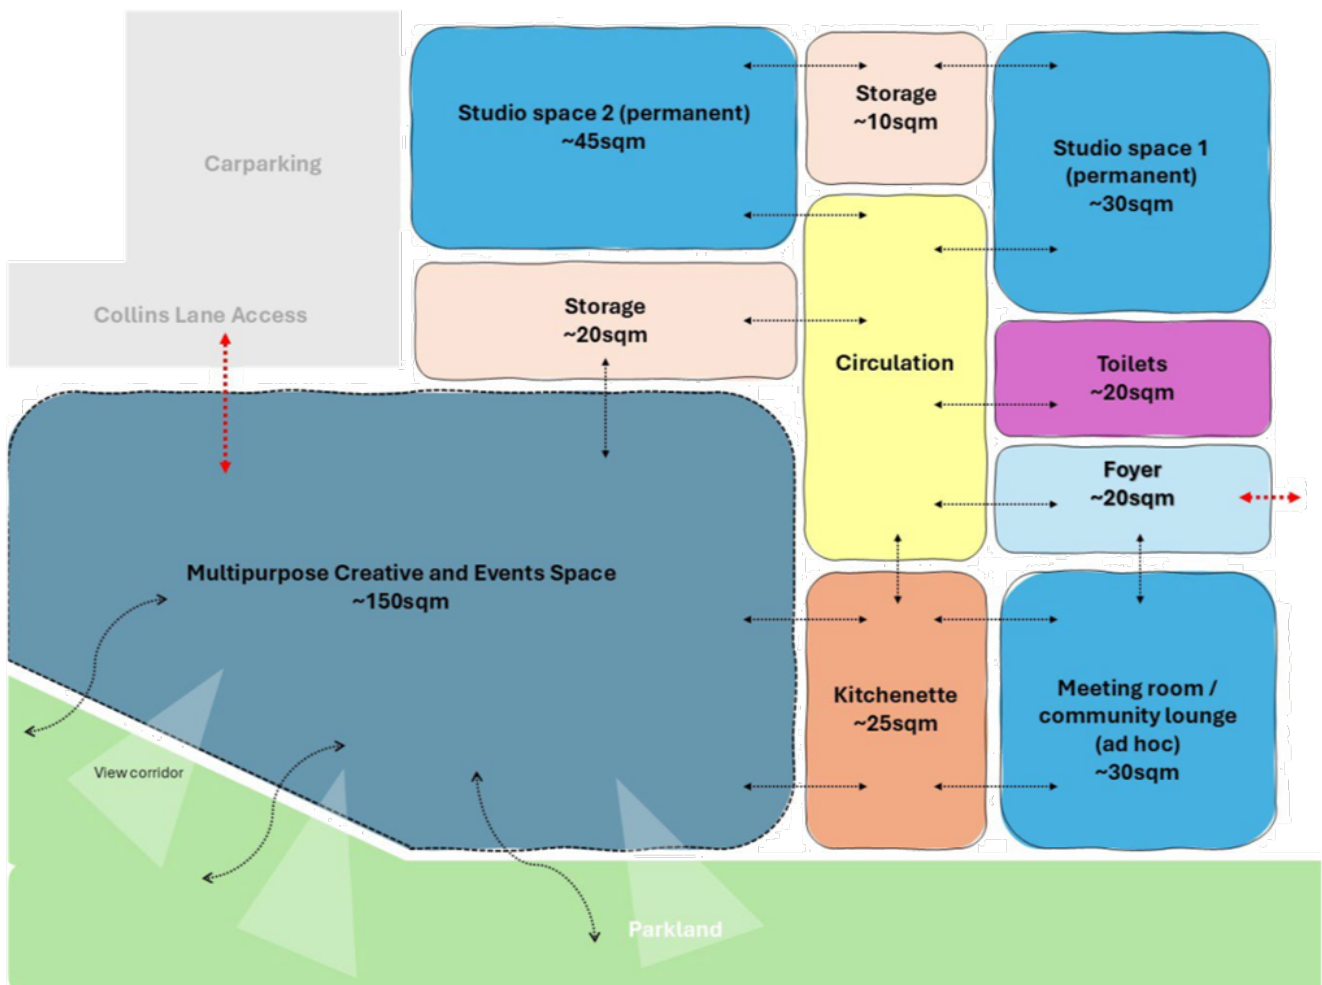 Carparking
Collins Lane Access
Studio space 2 (permanent)
~45sqm
Storage
~10sqm
Studio space 1
(permanent)
~30sqm
Storage
~20sqm
Circulation
Toilets
~20sqm
Foyer
~20sqm
Multipurpose Creative and Events Space
~150sqm
Kitchenette
~25sqm
Meeting room /
community lounge
(ad hoc)
~30sqm
View corridor
Parkland